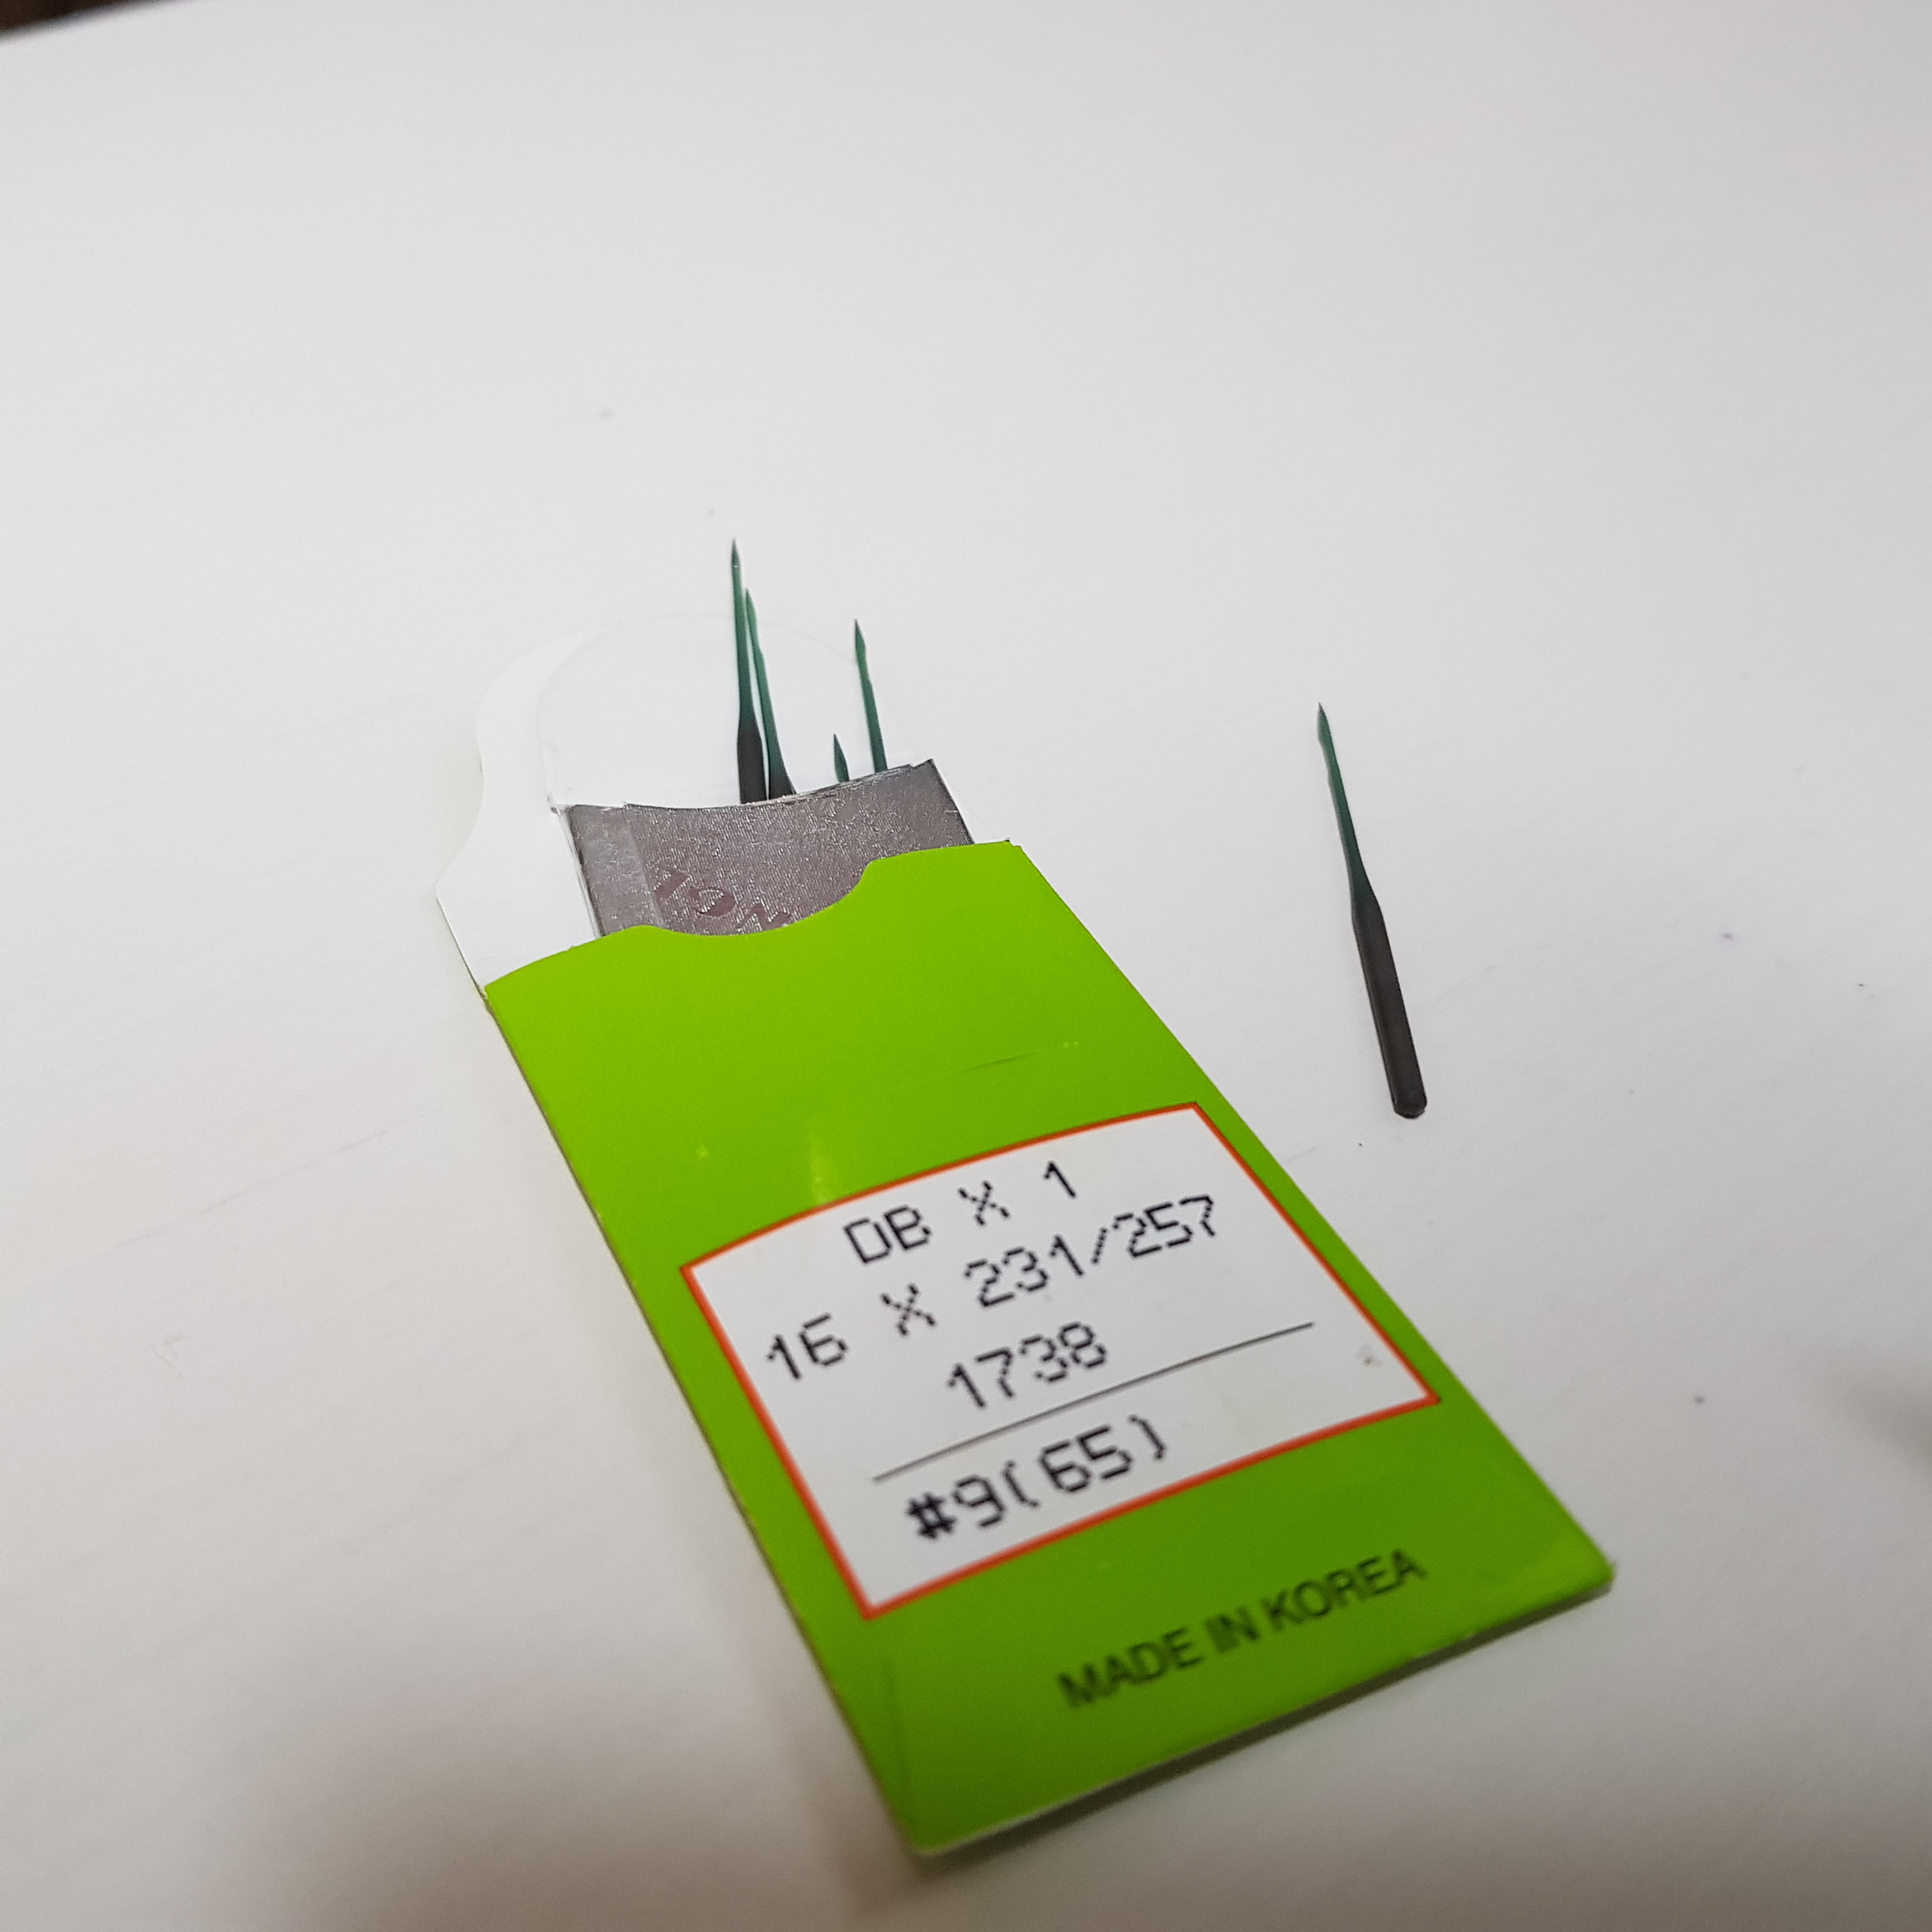 DB X 1
16 X 231/257
1738
#9(65)
MADE IN KOREA